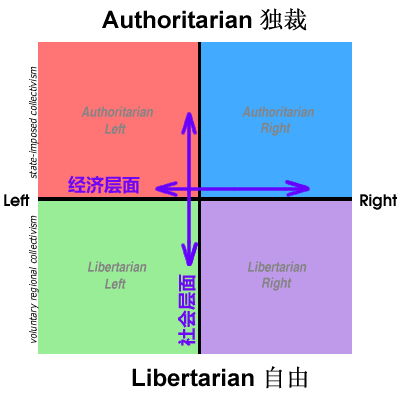 Authoritarian 独裁
state-imposed collectivism
Authoritarian
Left
Authoritarian
Right
经济层面
Left
Right
voluntary regional collectivism
Libertarian
Left
Libertarian
Right
社会层面
Libertarian 自由